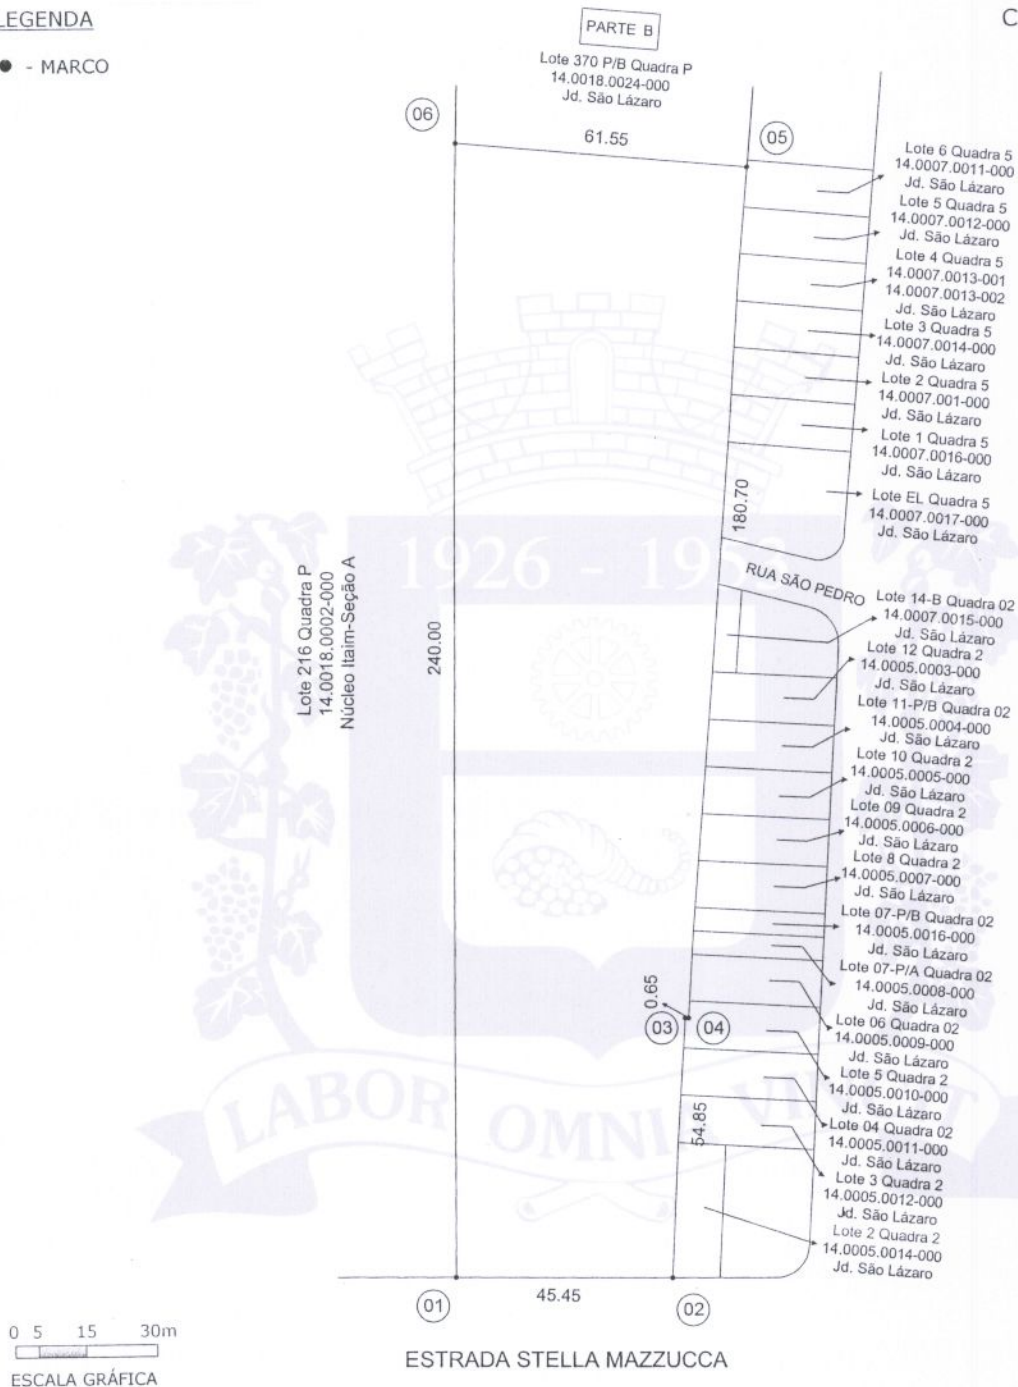 LEGENDA
- MARCO
C
PARTE B
Lote 370 P/B Quadra P
14.0018.0024-000
Jd. São Lázaro
06
61.55
05
Lote 6 Quadra 5
14.0007.0011-000
Jd. São Lázaro
Lote 5 Quadra 5
14.0007.0012-000
Jd. São Lázaro
Lote 4 Quadra 5
14.0007.0013-001
14.0007.0013-002
Jd. São Lázaro
Lote 3 Quadra 5
14.0007.0014-000
Jd. São Lázaro
Lote 2 Quadra 5
14.0007.001-000
Jd. São Lázaro
Lote 1 Quadra 5
14.0007.0016-000
Jd. São Lázaro
Lote EL Quadra 5
14.0007.0017-000
Jd. São Lázaro
180.70
1926 - 195
RUA SÃO PEDRO
Lote 216 Quadra P
14.0018.0002-000
Núcleo Itaim-Seção A
240.00
Lote 14-B Quadra 02
14.0007.0015-000
Jd. São Lázaro
Lote 12 Quadra 2
14.0005.0003-000
Jd. São Lázaro
Lote 11-P/B Quadra 02
14.0005.0004-000
Jd. São Lázaro
Lote 10 Quadra 2
14.0005.0005-000
Jd. São Lázaro
Lote 09 Quadra 2
14.0005.0006-000
Jd. São Lázaro
Lote 8 Quadra 2
14.0005.0007-000
Jd. São Lázaro
Lote 07-P/B Quadra 02
14.0005.0016-000
Jd. São Lázaro
Lote 07-P/A Quadra 02
14.0005.0008-000
Jd. São Lázaro
0.65
03
04
Lote 06 Quadra 02
14.0005.0009-000
Jd. São Lázaro
Lote 5 Quadra 2
14.0005.0010-000
Jd. São Lázaro
LABOR OMNIA VINCIT
54.85
Lote 04 Quadra 02
14.0005.0011-000
Jd. São Lázaro
Lote 3 Quadra 2
14.0005.0012-000
Jd. São Lázaro
Lote 2 Quadra 2
14.0005.0014-000
Jd. São Lázaro
01
45.45
02
0 5 15 30m
ESCALA GRÁFICA
ESTRADA STELLA MAZZUCCA